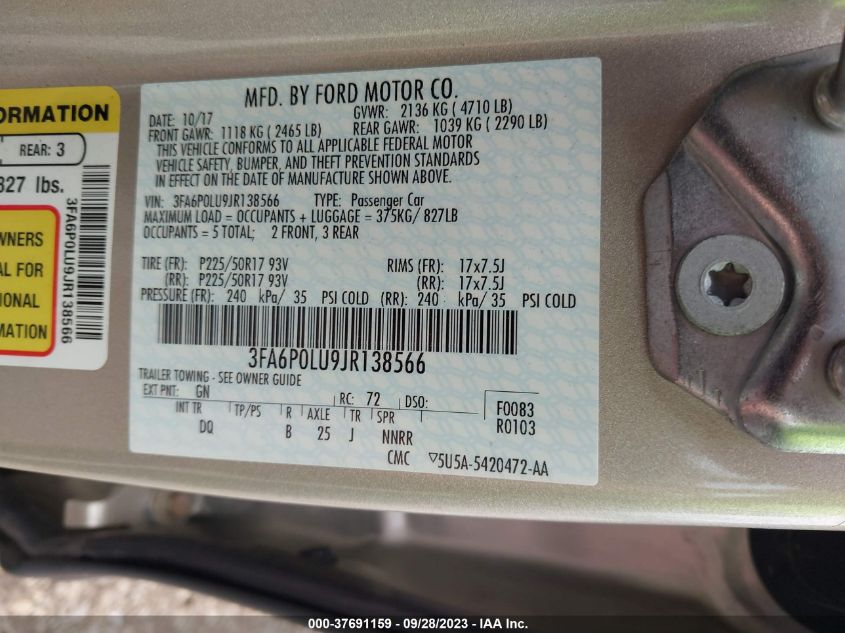 ORMATION
REAR: 3
827 lbs.
WNERS
AL FOR
IONAL
MATION
3FA6P0LU9JR138566
MFD. BY FORD MOTOR CO.
DATE: 10/17 GVWR: 2136 KG ( 4710 LB)
FRONT GAWR: 1118 KG ( 2465 LB) REAR GAWR: 1039 KG ( 2290 LB)
THIS VEHICLE CONFORMS TO ALL APPLICABLE FEDERAL MOTOR
VEHICLE SAFETY, BUMPER, AND THEFT PREVENTION STANDARDS
IN EFFECT ON THE DATE OF MANUFACTURE SHOWN ABOVE.
VIN: 3FA6P0LU9JR138566 TYPE: Passenger Car
MAXIMUM LOAD = OCCUPANTS + LUGGAGE = 375KG/ 827LB
OCCUPANTS = 5 TOTAL; 2 FRONT, 3 REAR
TIRE (FR): P225/50R17 93V RIMS (FR): 17x7.5J
(RR): P225/50R17 93V (RR): 17x7.5J
PRESSURE (FR): 240 kPa/ 35 PSI COLD (RR): 240 kPa/ 35 PSI COLD
3FA6P0LU9JR138566
TRAILER TOWING - SEE OWNER GUIDE
EXT PNT: GN RC: 72 DSO:
INT TR TP/PS R AXLE TR SPR F0083
DQ B 25 J NNRR R0103
CMC ▽5U5A-5420472-AA
000-37691159 - 09/28/2023 - IAA Inc.